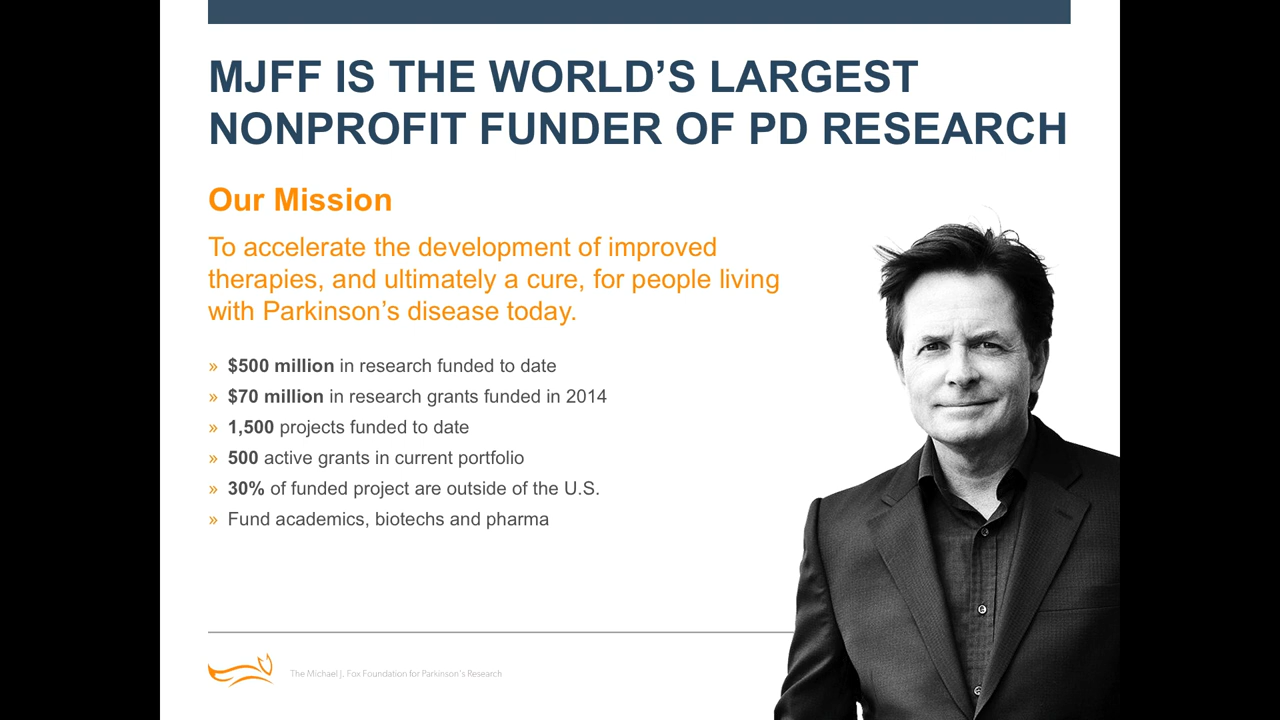 MJFF IS THE WORLD’S LARGEST
NONPROFIT FUNDER OF PD RESEARCH
Our Mission
To accelerate the development of improved
therapies, and ultimately a cure, for people living
with Parkinson’s disease today.
» $500 million in research funded to date
» $70 million in research grants funded in 2014
» 1,500 projects funded to date
» 500 active grants in current portfolio
» 30% of funded project are outside of the U.S.
» Fund academics, biotechs and pharma
The Michael J. Fox Foundation for Parkinson's Research